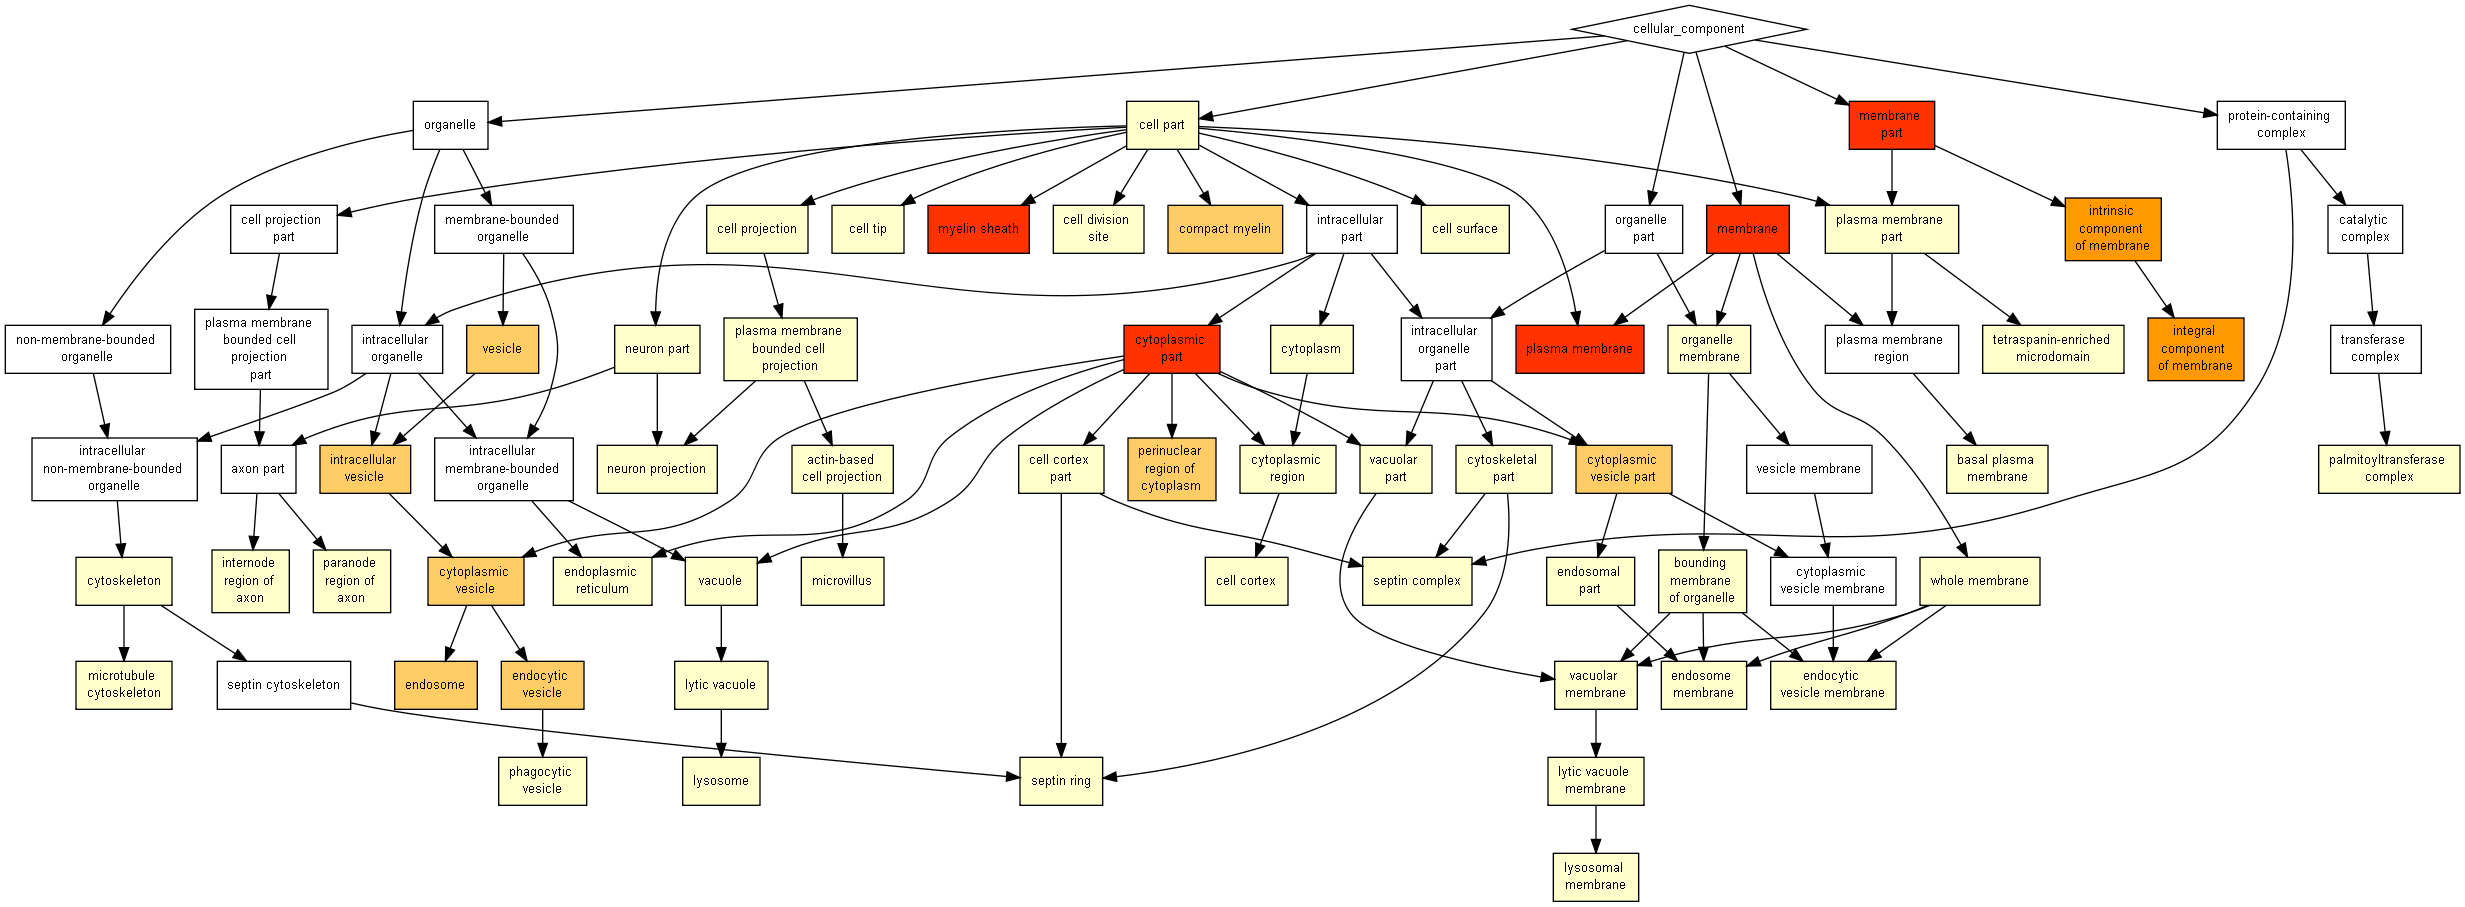 cellular_component
organelle
cell part
membrane
part
protein-containing
complex
cell projection
part
membrane-bounded
organelle
cell projection
cell tip
myelin sheath
cell division
site
compact myelin
intracellular
part
cell surface
organelle
part
membrane
plasma membrane
part
intrinsic
component
of membrane
catalytic
complex
non-membrane-bounded
organelle
plasma membrane
bounded cell
projection
part
intracellular
organelle
vesicle
neuron part
plasma membrane
bounded cell
projection
cytoplasmic
part
cytoplasm
intracellular
organelle
part
plasma membrane
organelle
membrane
plasma membrane
region
tetraspanin-enriched
microdomain
integral
component
of membrane
transferase
complex
intracellular
non-membrane-bounded
organelle
axon part
intracellular
vesicle
intracellular
membrane-bounded
organelle
neuron projection
actin-based
cell projection
cell cortex
part
perinuclear
region of
cytoplasm
cytoplasmic
region
vacuolar
part
cytoskeletal
part
cytoplasmic
vesicle part
vesicle membrane
basal plasma
membrane
palmitoyltransferase
complex
cytoskeleton
internode
region of
axon
paranode
region of
axon
cytoplasmic
vesicle
endoplasmic
reticulum
vacuole
microvillus
cell cortex
septin complex
endosomal
part
bounding
membrane
of organelle
cytoplasmic
vesicle membrane
whole membrane
microtubule
cytoskeleton
septin cytoskeleton
endosome
endocytic
vesicle
lytic vacuole
vacuolar
membrane
endosome
membrane
endocytic
vesicle membrane
phagocytic
vesicle
lysosome
septin ring
lytic vacuole
membrane
lysosomal
membrane